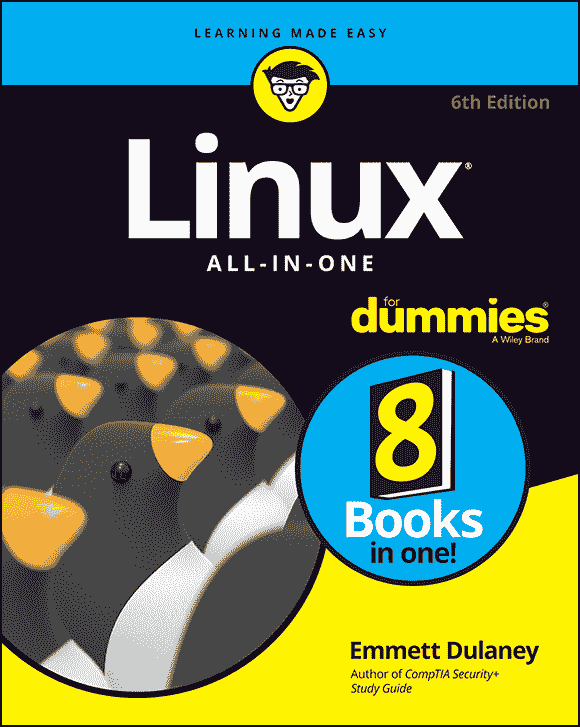 LEARNING MADE EASY
6th Edition
Linux®
ALL-IN-ONE
for
dummies®
A Wiley Brand
8
Books
in one!
Emmett Dulaney
Author of CompTIA Security+
Study Guide